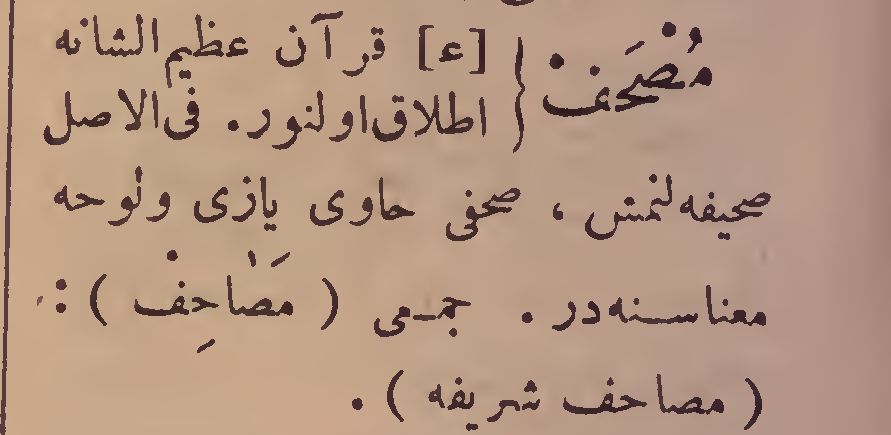 مُصْحَفْ } [ع] قرآن عظیم‌الشانه
اطلاق اولنور. فی‌الاصل
صحیفه‌لنمش ، صحفی حاوی یازی ولوحه
معناسنه‌در . جمعی ( مَصَاحِفْ ) :
( مصاحف شریفه ) .